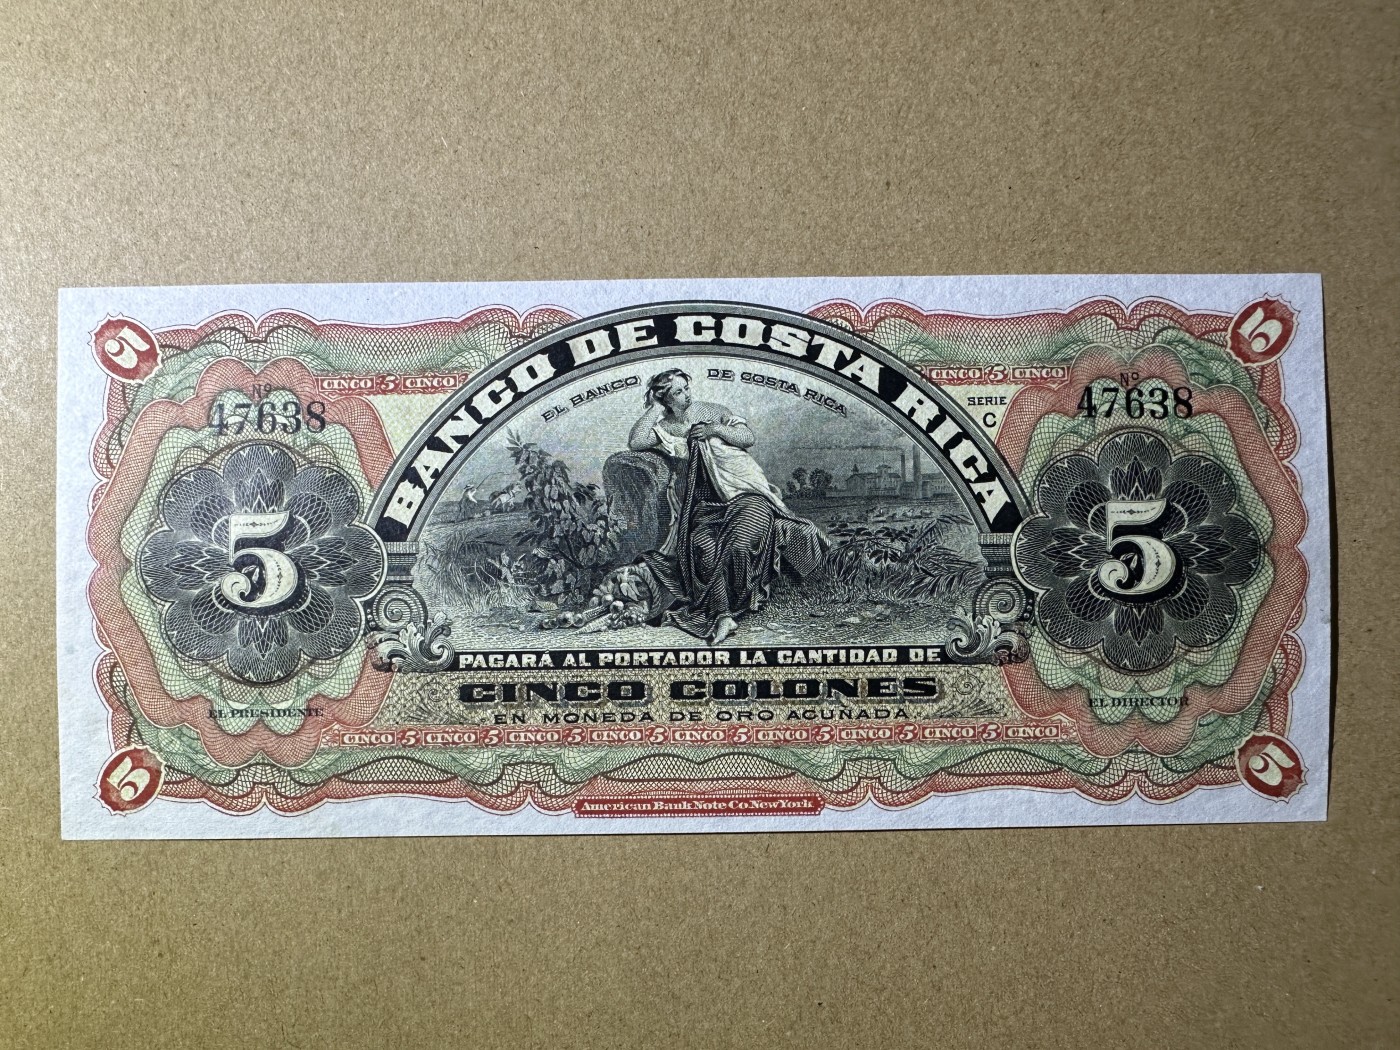 5
5
BANCO DE COSTA RICA
CINCO 5 CINCO
CINCO 5 CINCO
EL BANCO DE COSTA RICA
Nº
47638
SERIE
C
Nº
47638
5
5
PAGARÁ AL PORTADOR LA CANTIDAD DE
CINCO COLONES
EN MONEDA DE ORO ACUÑADA
EL PRESIDENTE
EL DIRECTOR
CINCO 5 CINCO 5 CINCO 5 CINCO 5 CINCO 5 CINCO 5 CINCO 5 CINCO 5 CINCO
5
5
American Bank Note Co. New York.